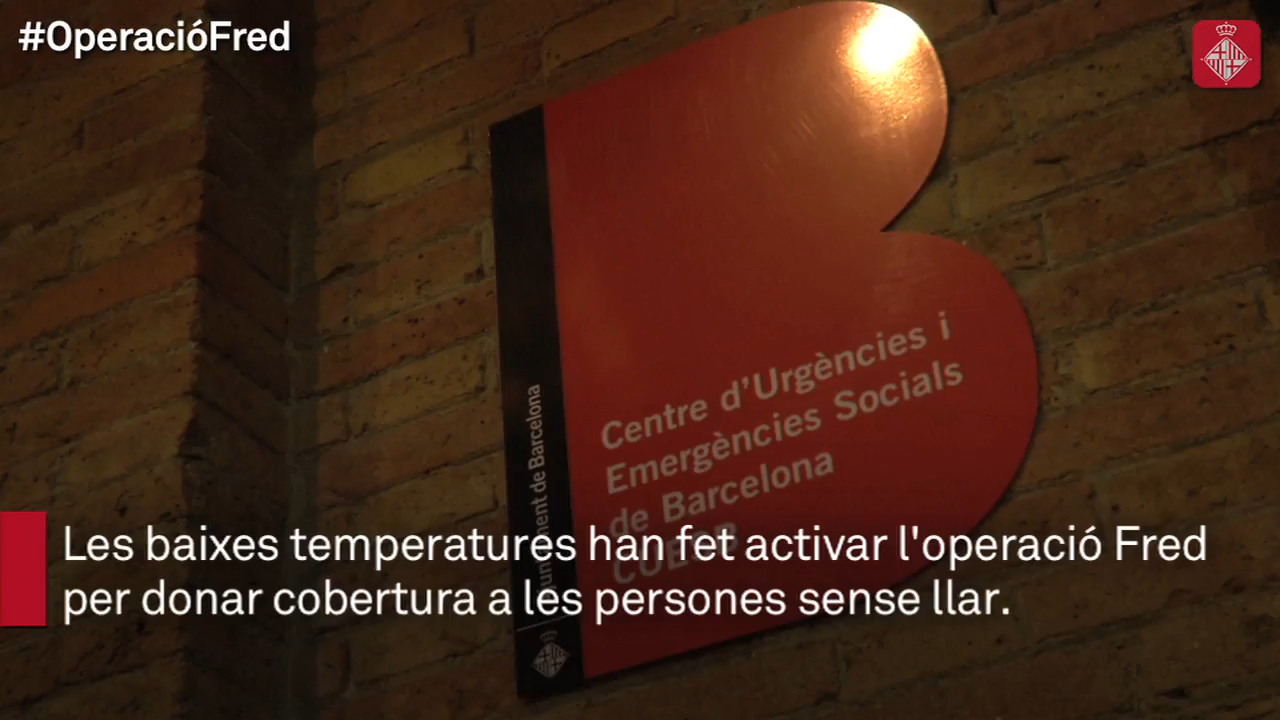 #OperacióFred
Centre d'Urgències i
Emergències Socials
de Barcelona
Ajuntament de Barcelona
Les baixes temperatures han fet activar l'operació Fred
per donar cobertura a les persones sense llar.